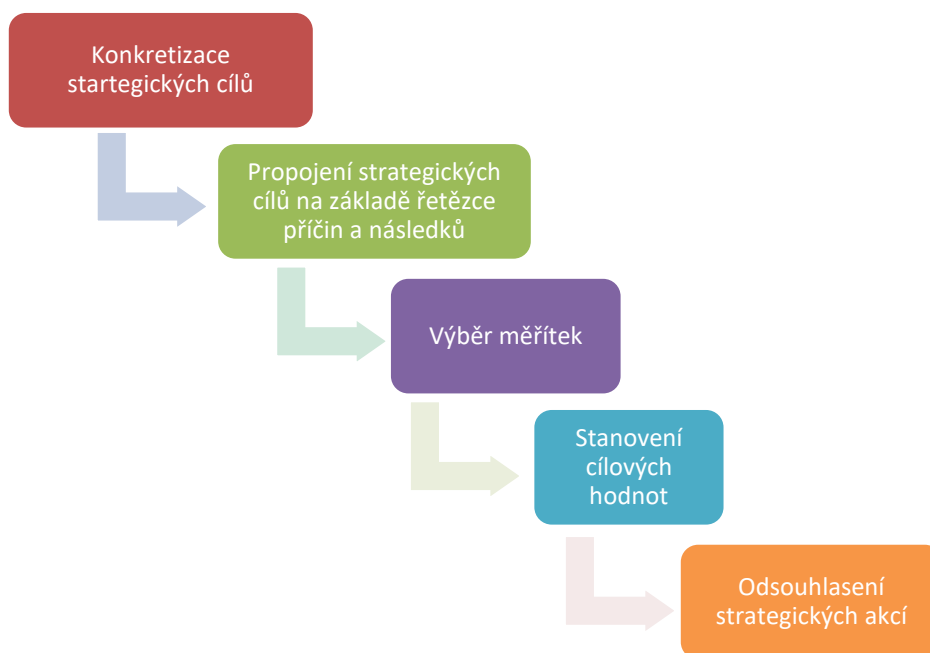 Konkretizace
startegických cílů
Propojení strategických
cílů na základě řetězce
příčin a následků
Výběr měřítek
Stanovení
cílových
hodnot
Odsouhlasení
strategických akcí